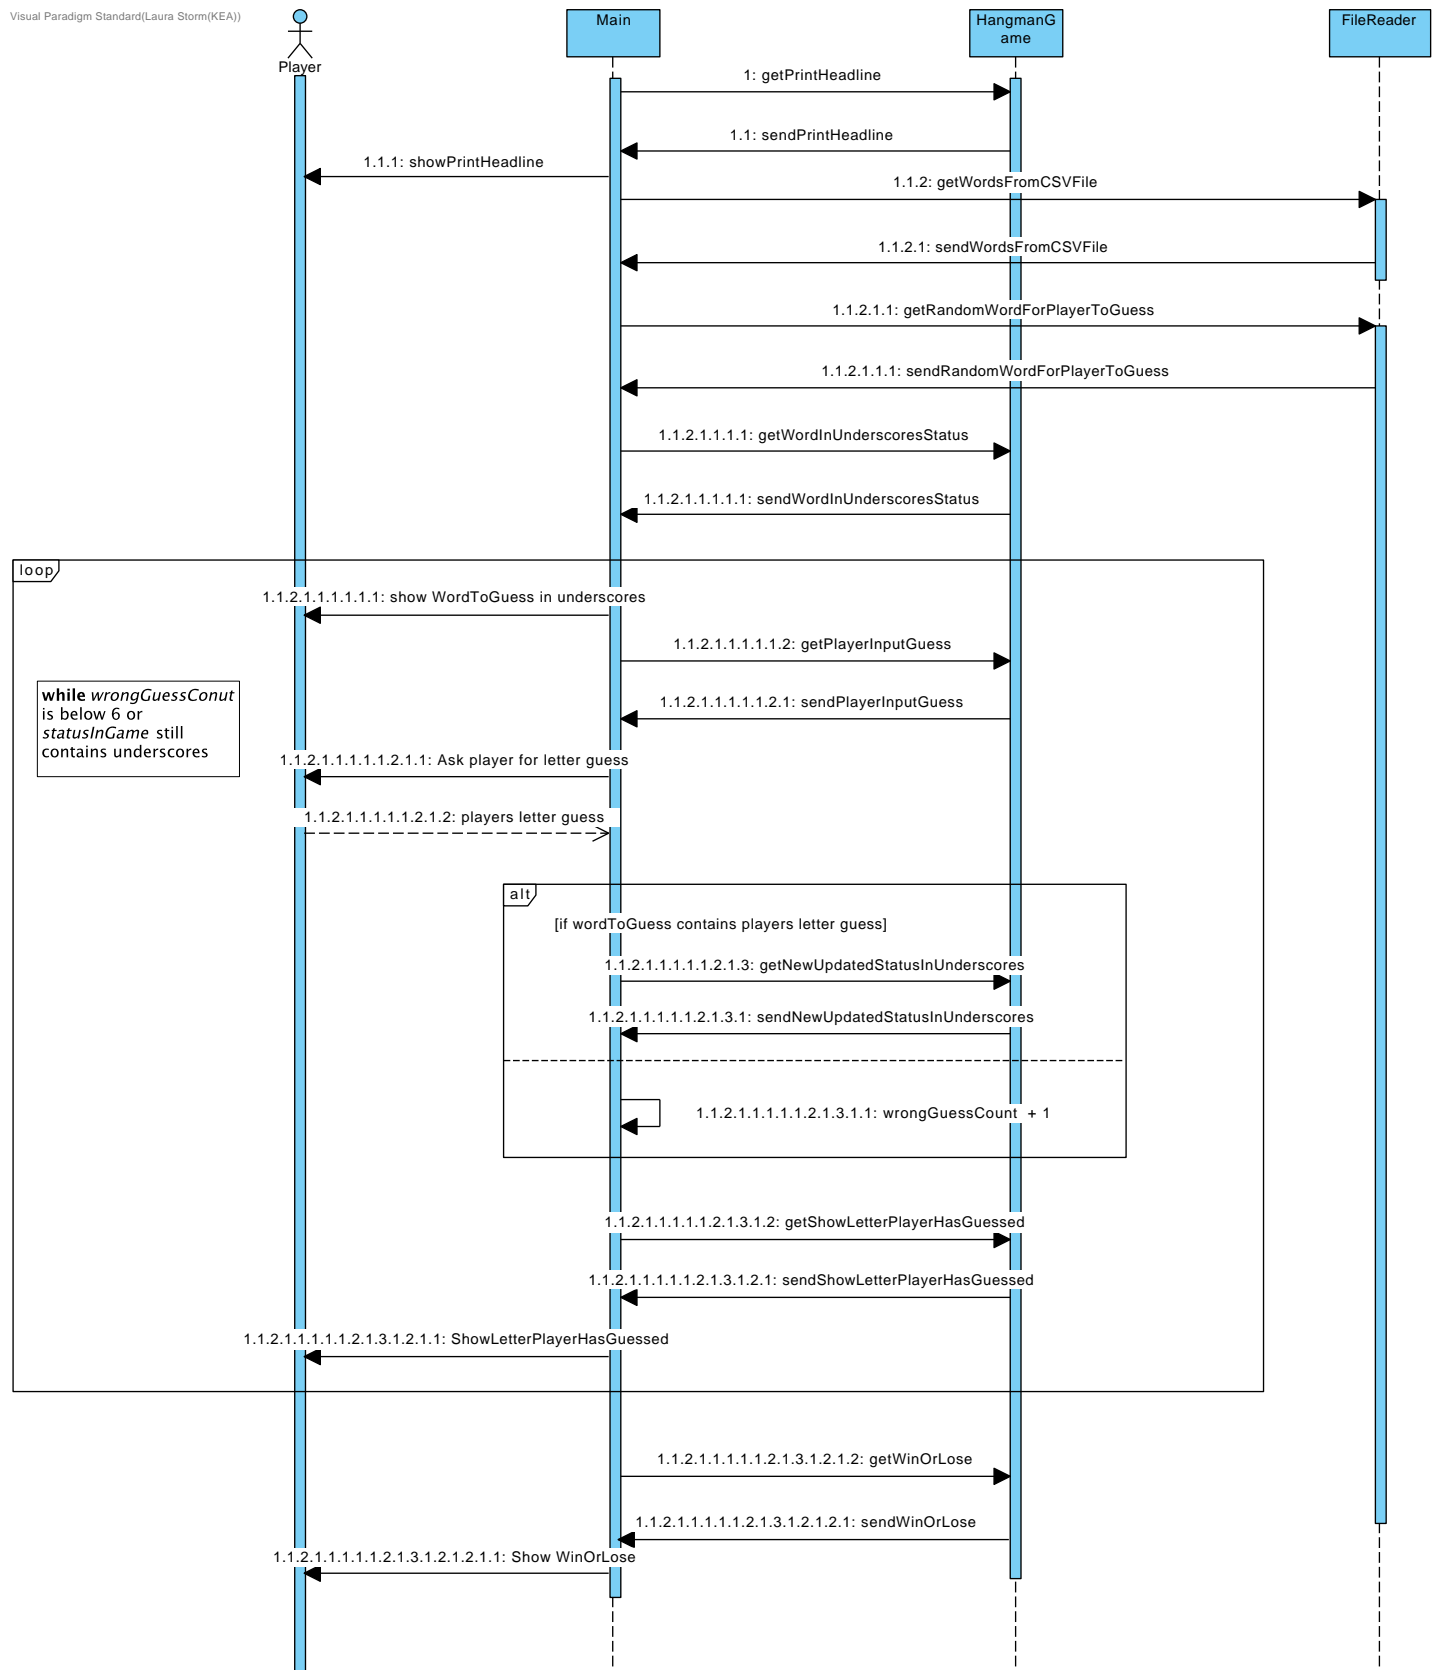 Visual Paradigm Standard(Laura Storm(KEA))
Player
Main
HangmanG
ame
FileReader
1: getPrintHeadline
1.1: sendPrintHeadline
1.1.1: showPrintHeadline
1.1.2: getWordsFromCSVFile
1.1.2.1: sendWordsFromCSVFile
1.1.2.1.1: getRandomWordForPlayerToGuess
1.1.2.1.1.1: sendRandomWordForPlayerToGuess
1.1.2.1.1.1.1: getWordInUnderscoresStatus
1.1.2.1.1.1.1.1: sendWordInUnderscoresStatus
loop
1.1.2.1.1.1.1.1.1: show WordToGuess in underscores
1.1.2.1.1.1.1.1.2: getPlayerInputGuess
while wrongGuessConut
is below 6 or
statusInGame still
contains underscores
1.1.2.1.1.1.1.1.2.1: sendPlayerInputGuess
1.1.2.1.1.1.1.1.2.1.1: Ask player for letter guess
1.1.2.1.1.1.1.1.2.1.2: players letter guess
alt
[if wordToGuess contains players letter guess]
1.1.2.1.1.1.1.1.2.1.3: getNewUpdatedStatusInUnderscores
1.1.2.1.1.1.1.1.2.1.3.1: sendNewUpdatedStatusInUnderscores
1.1.2.1.1.1.1.1.2.1.3.1.1: wrongGuessCount + 1
1.1.2.1.1.1.1.1.2.1.3.1.2: getShowLetterPlayerHasGuessed
1.1.2.1.1.1.1.1.2.1.3.1.2.1: sendShowLetterPlayerHasGuessed
1.1.2.1.1.1.1.1.2.1.3.1.2.1.1: ShowLetterPlayerHasGuessed
1.1.2.1.1.1.1.1.2.1.3.1.2.1.2: getWinOrLose
1.1.2.1.1.1.1.1.2.1.3.1.2.1.2.1: sendWinOrLose
1.1.2.1.1.1.1.1.2.1.3.1.2.1.2.1.1: Show WinOrLose